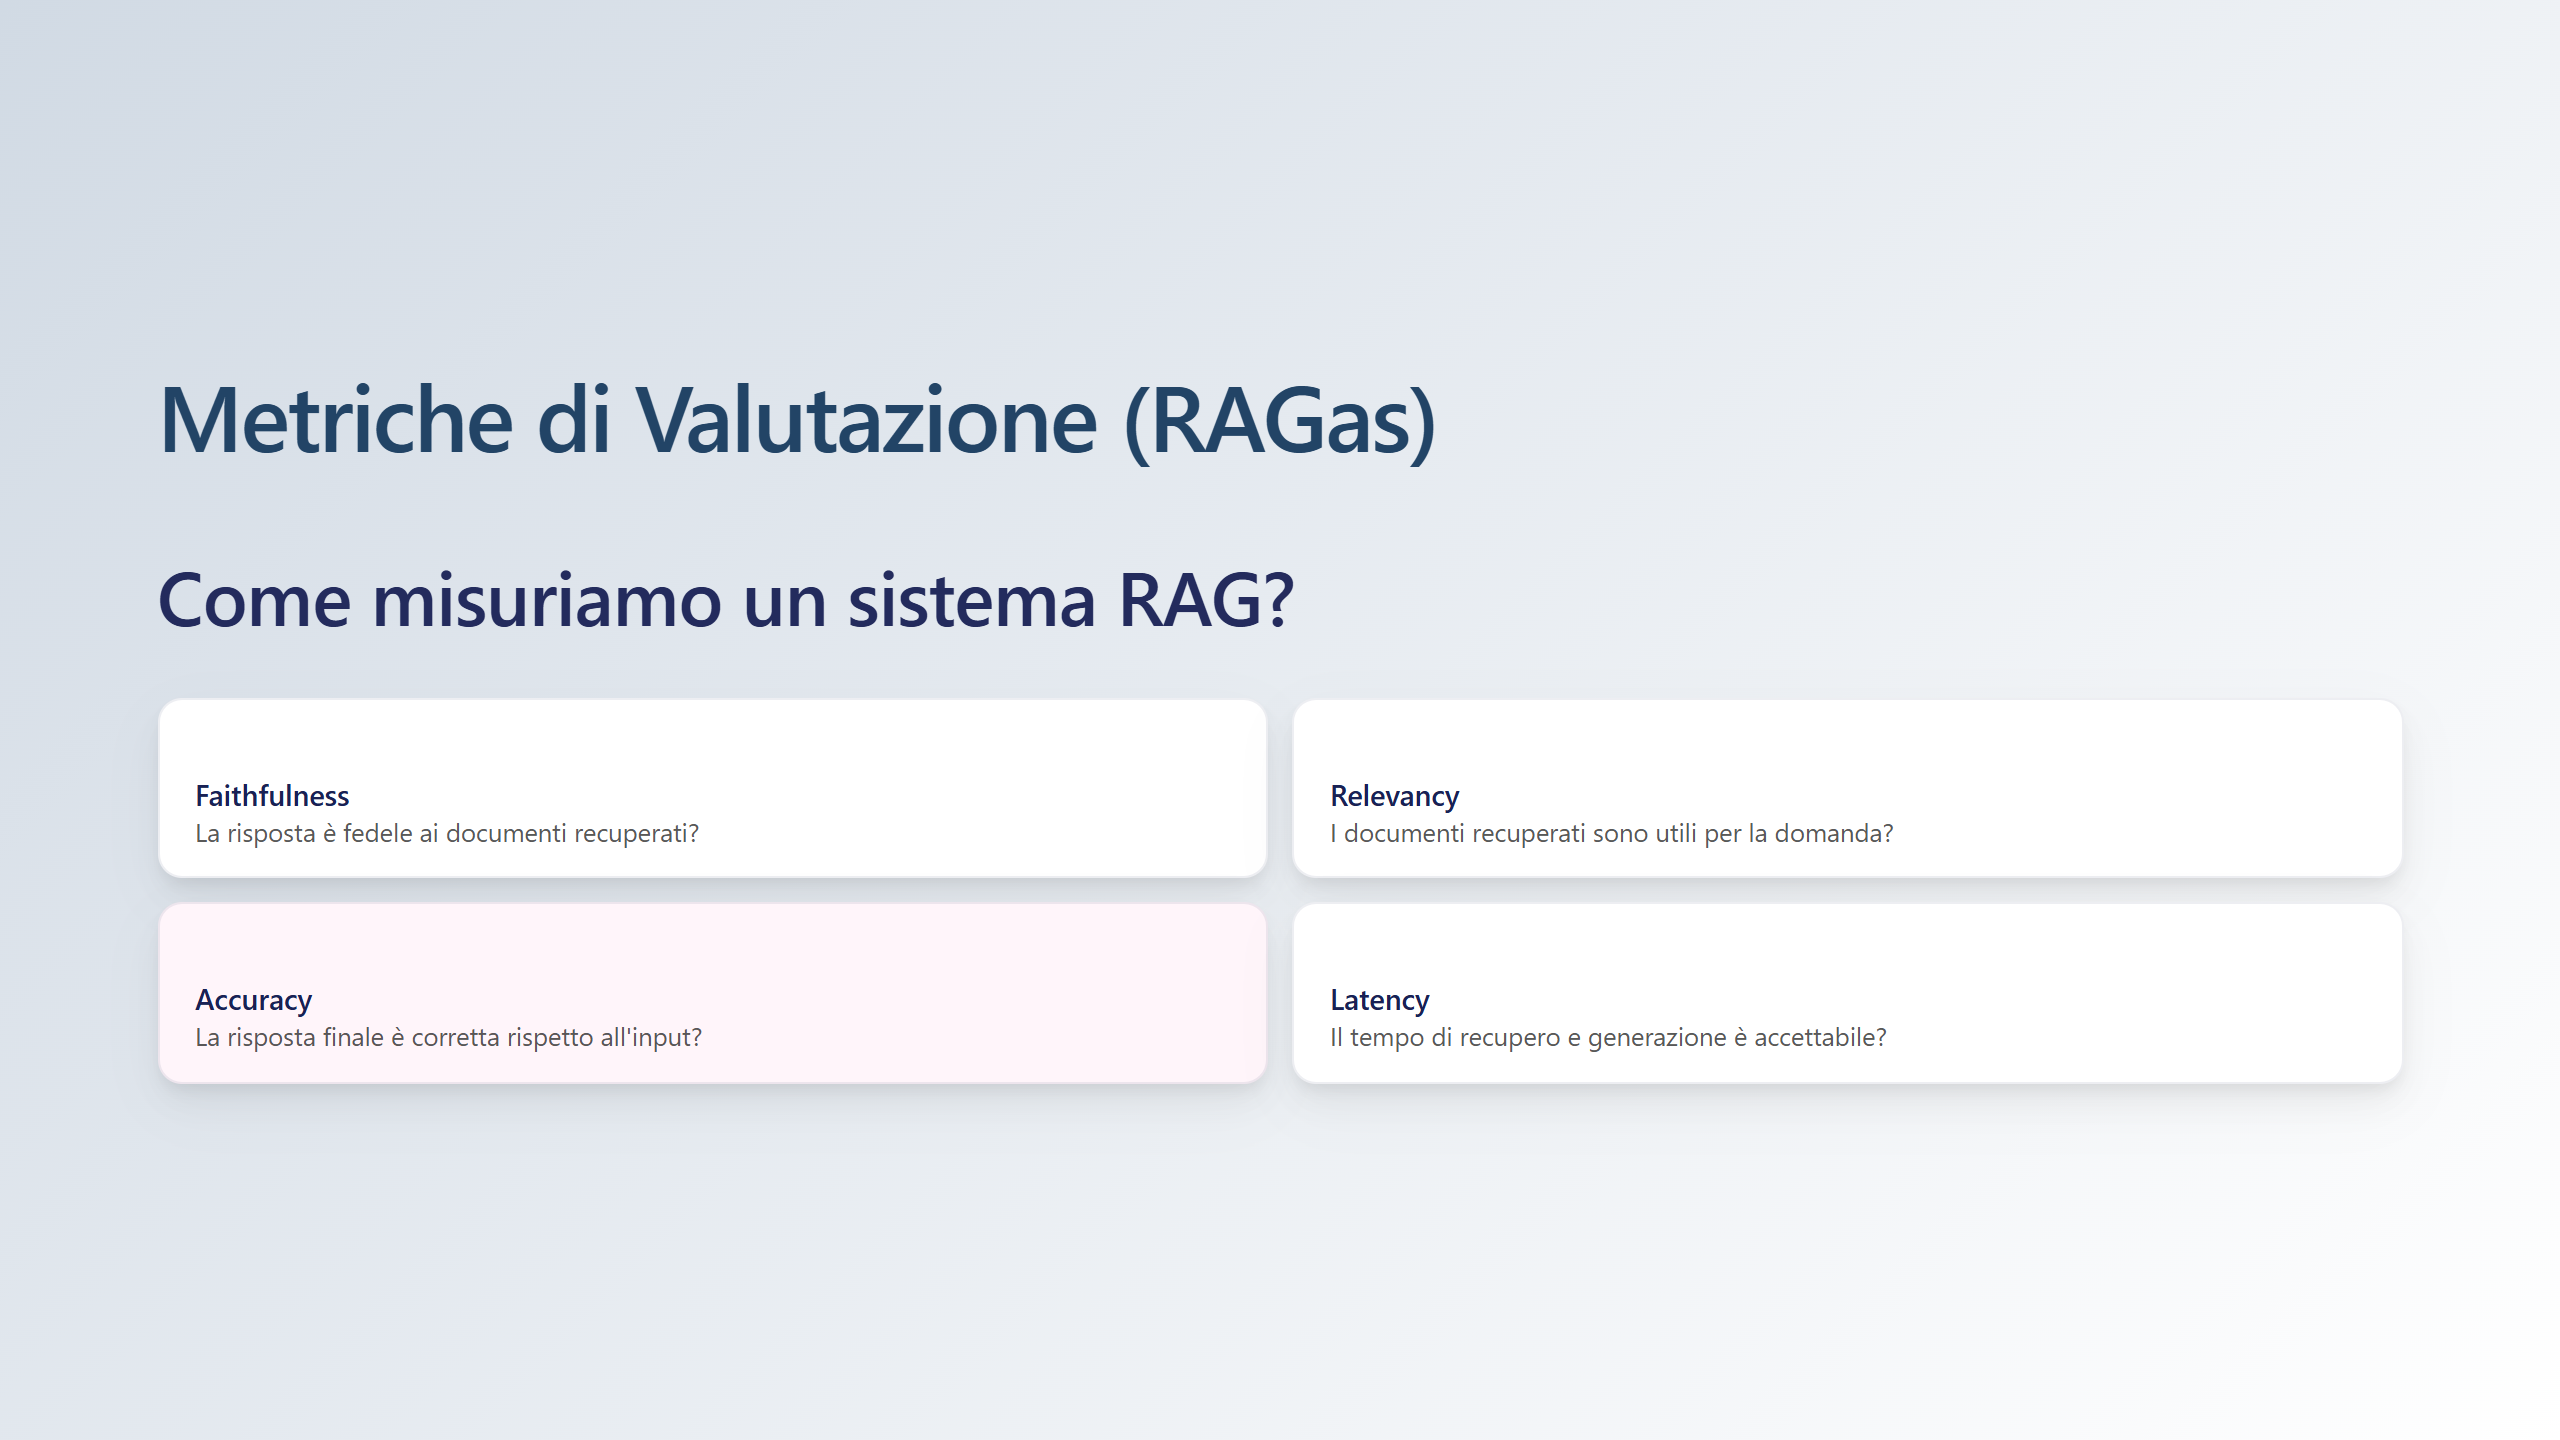 Metriche di Valutazione (RAGas)
Come misuriamo un sistema RAG?
Faithfulness
La risposta è fedele ai documenti recuperati?
Relevancy
I documenti recuperati sono utili per la domanda?
Accuracy
La risposta finale è corretta rispetto all'input?
Latency
Il tempo di recupero e generazione è accettabile?